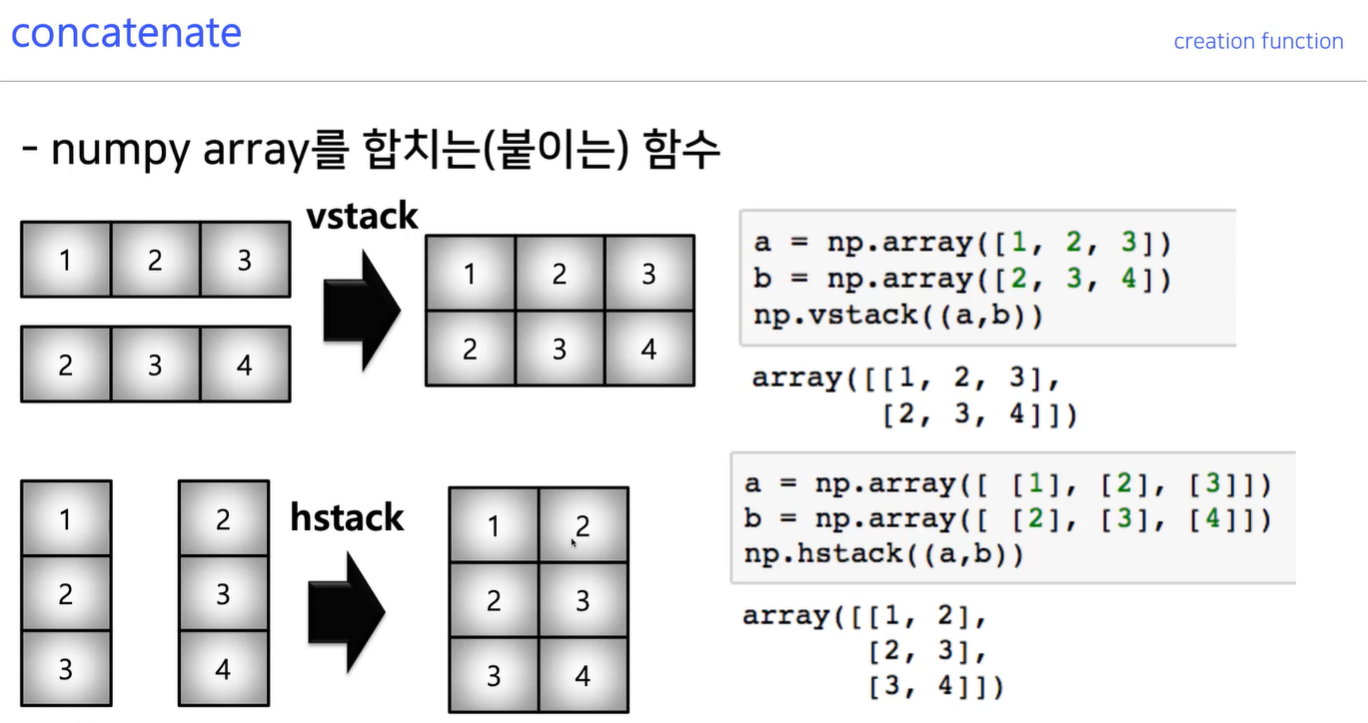 concatenate
creation function
- numpy array를 합치는(붙이는) 함수
vstack
1 2 3
2 3 4
1 2 3
2 3 4
a = np.array([1, 2, 3])
b = np.array([2, 3, 4])
np.vstack((a,b))
array([[1, 2, 3],
[2, 3, 4]])
hstack
1
2
3
2
3
4
1 2
2 3
3 4
a = np.array([ [1], [2], [3]])
b = np.array([ [2], [3], [4]])
np.hstack((a,b))
array([[1, 2],
[2, 3],
[3, 4]])